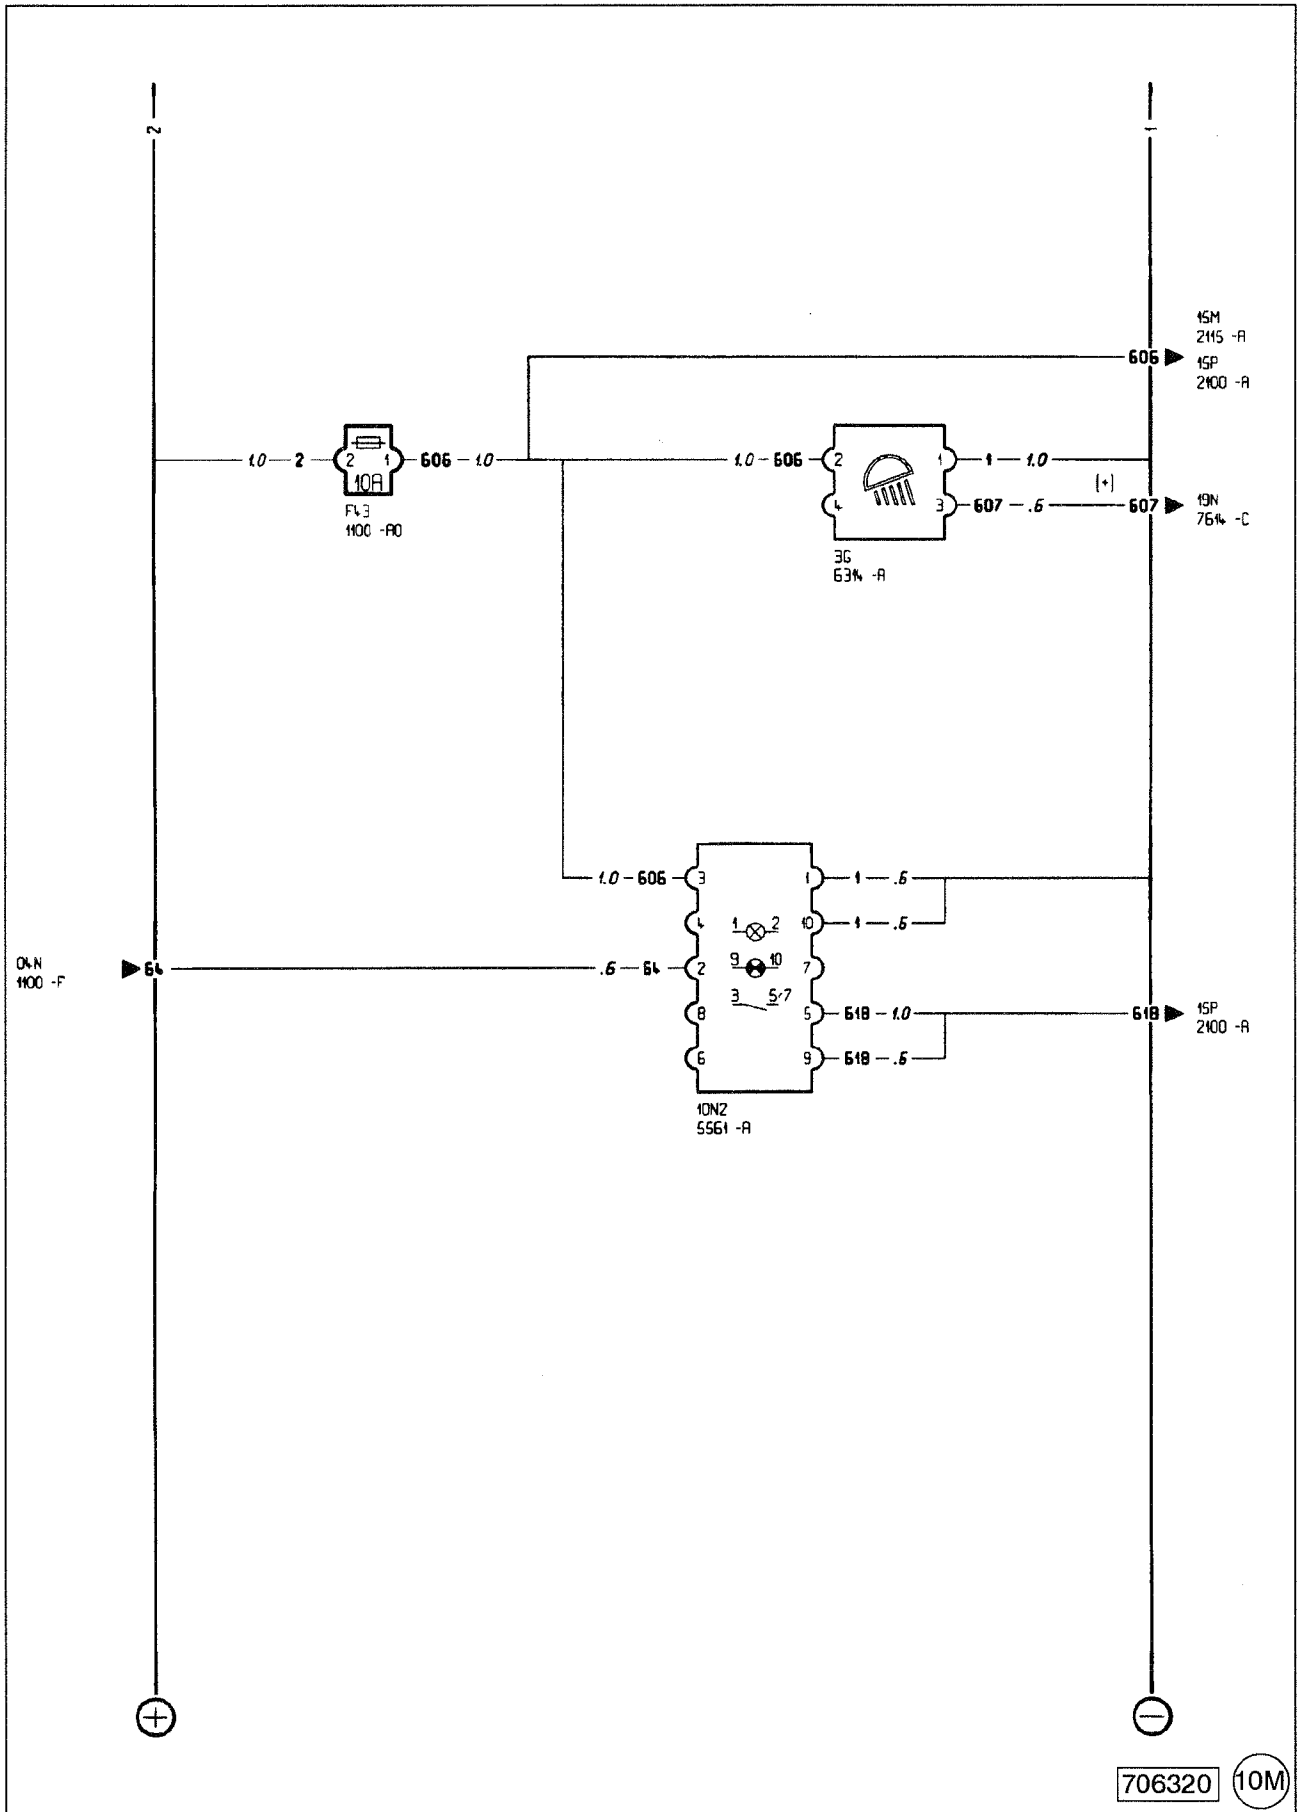 2
1
15M
2115 -A
606
15P
2100 -A
1.0 2 2 1 606 1.0 1.0 606 2 1 1 1.0
10A
[+]
4 3 607 .6 607 19N
7614 -C
F43
1100 -A0
3G
6314 -A
1.0 606 3 1 1 .6
4 1 2 10 1 .6
04N
1100 -F
64 .6 64 2 9 10 7
8 3 5/7 5 618 1.0 618 15P
2100 -A
6 9 618 .6
10N2
5561 -A
+
−
706320 10M